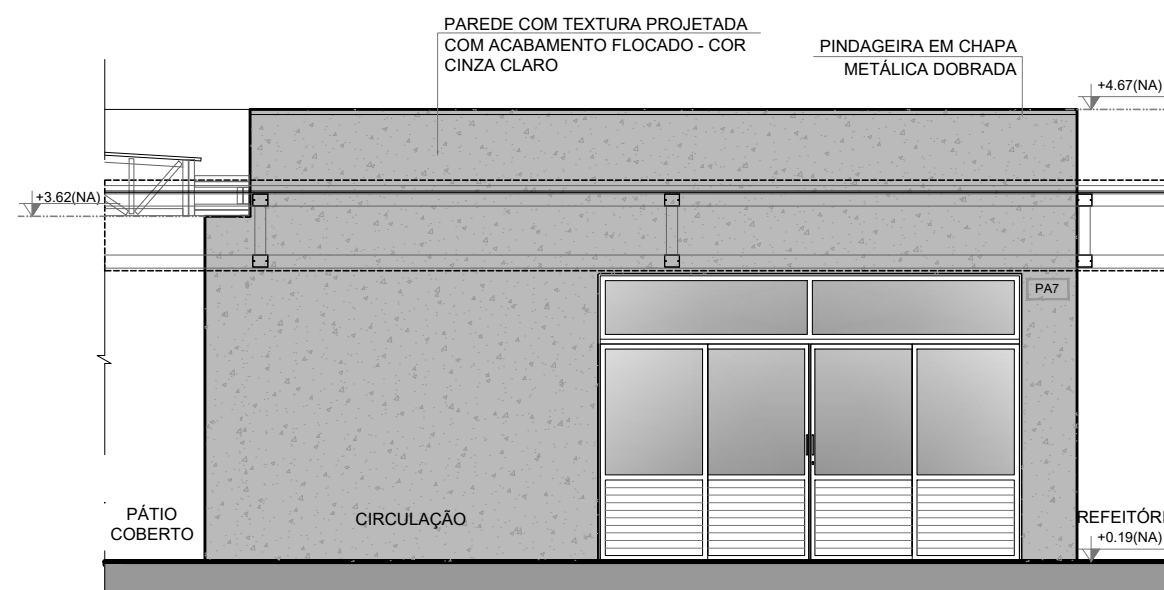 PAREDE COM TEXTURA PROJETADA
COM ACABAMENTO FLOCADO - COR
CINZA CLARO
PINDAGEIRA EM CHAPA
METÁLICA DOBRADA
+4.67(NA)
+3.62(NA)
PA7
PÁTIO
COBERTO
CIRCULAÇÃO
REFEITÓRI
+0.19(NA)